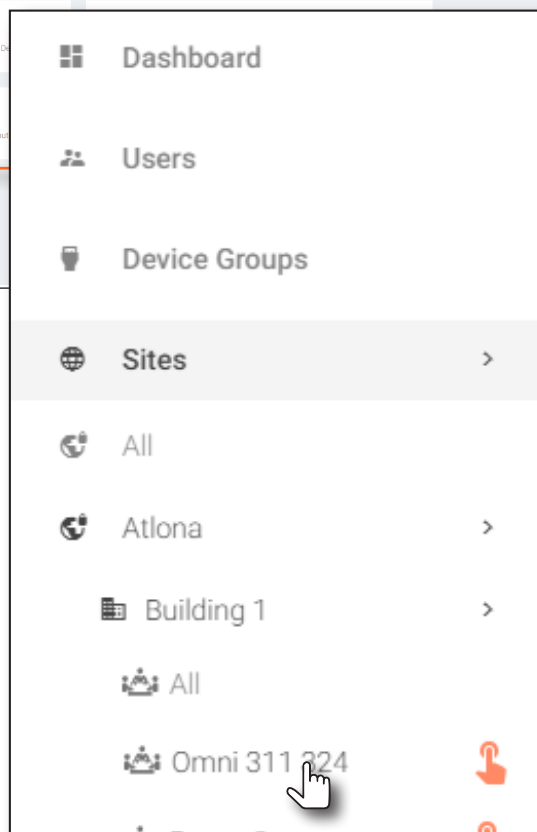 Dashboard
Users
Device Groups
Sites
All
Atlona
Building 1
All
Omni 311 324